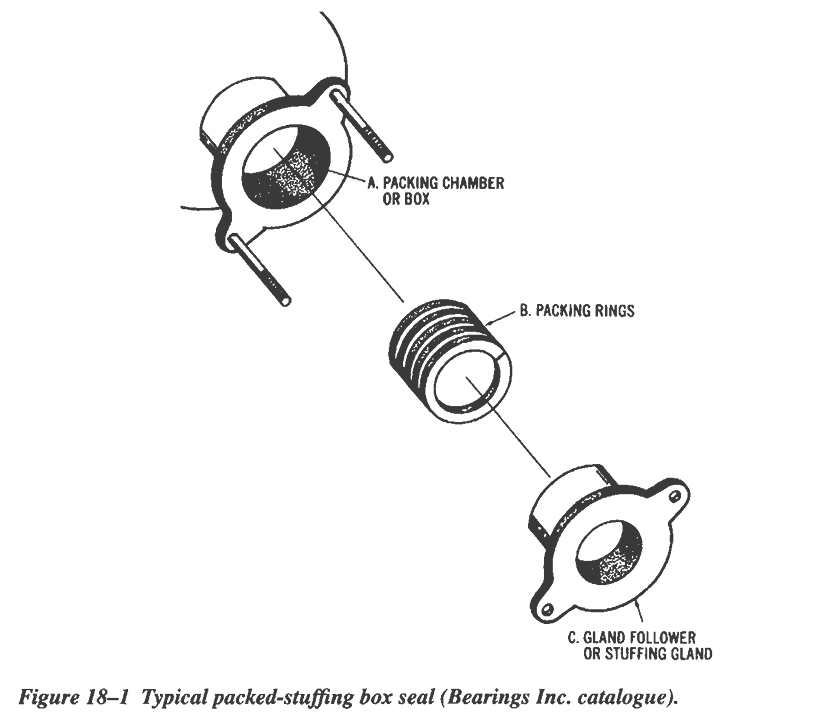 A. PACKING CHAMBER
OR BOX
B. PACKING RINGS
C. GLAND FOLLOWER
OR STUFFING GLAND
Figure 18–1 Typical packed-stuffing box seal (Bearings Inc. catalogue).